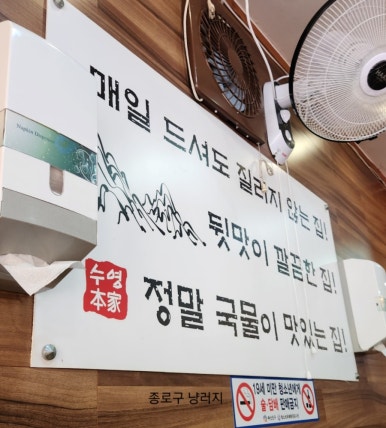 매일 드셔도 질리지 않는 집!
뒷맛이 깔끔한 집!
수영
本家
정말 국물이 맛있는 집!
19세 미만 청소년에게
술·담배 판매금지
종로구 냥러지